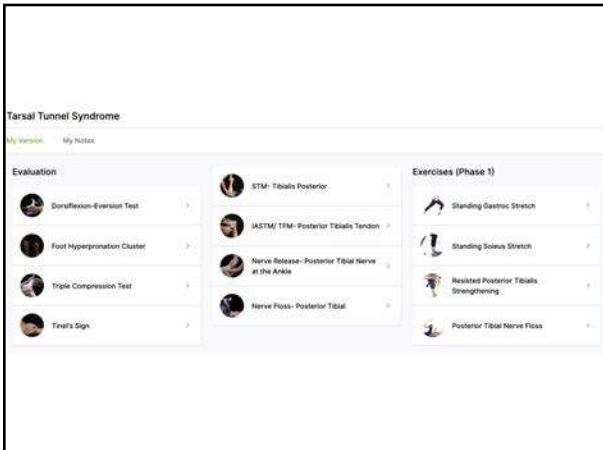 Tarsal Tunnel Syndrome
My Version
My Notes
Evaluation
Dorsiflexion-Eversion Test
Foot Hyperpronation Cluster
Triple Compression Test
Tinel's Sign
STM- Tibialis Posterior
IASTM/ TFM- Posterior Tibialis Tendon
Nerve Release- Posterior Tibial Nerve
at the Ankle
Nerve Floss- Posterior Tibial
Exercises (Phase 1)
Standing Gastroc Stretch
Standing Soleus Stretch
Resisted Posterior Tibialis
Strengthening
Posterior Tibial Nerve Floss